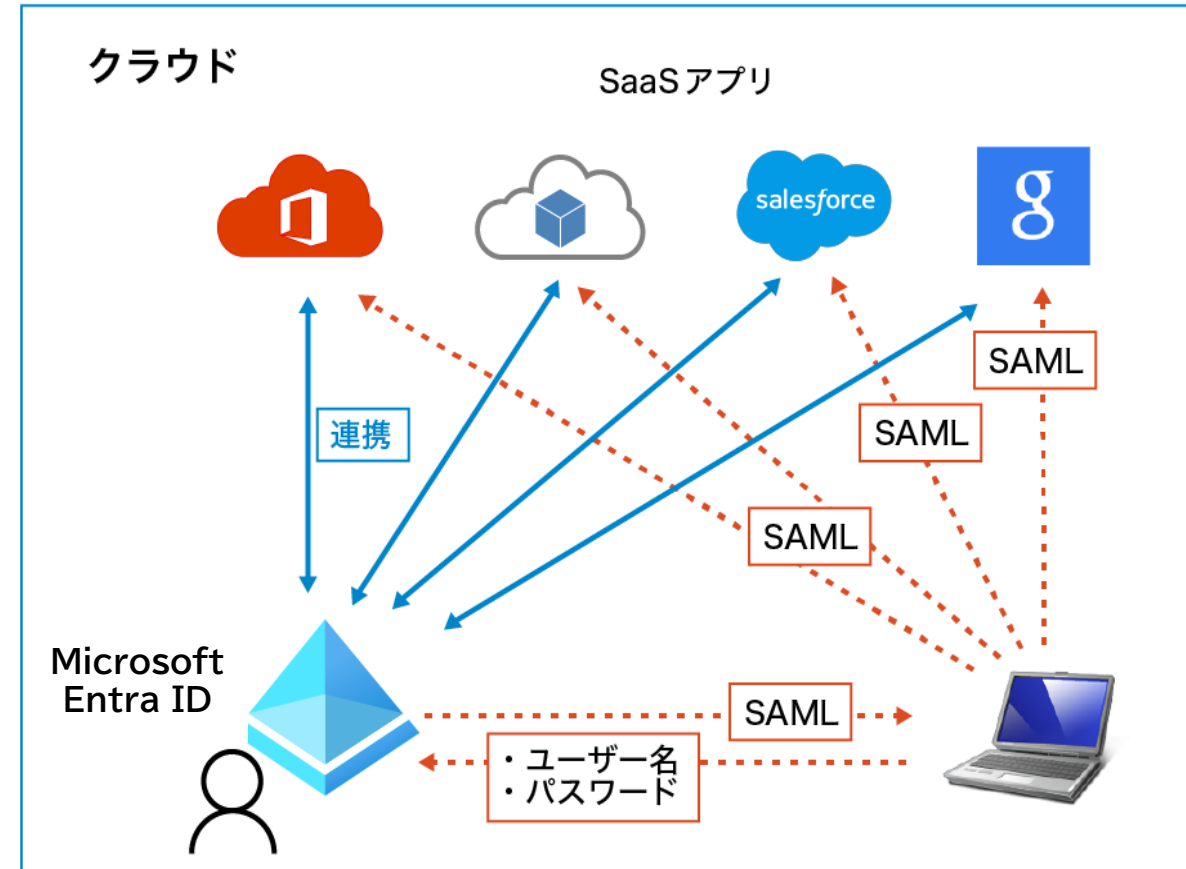 クラウド
SaaSアプリ
salesforce
g
SAML
SAML
連携
SAML
Microsoft
Entra ID
SAML
・ユーザー名
・パスワード